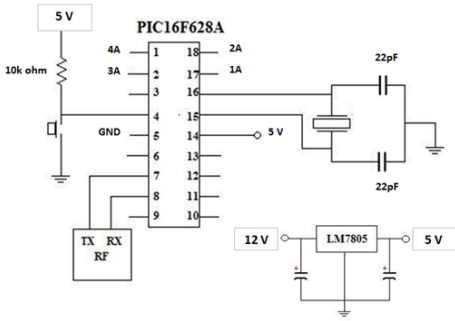 5 V
PIC16F628A
10k ohm
4A 1 18 2A
3A 2 17 1A
3 16
4 15
GND 5 14 5 V
6 13
7 12
8 11
9 10
22pF
22pF
TX RX
RF
12 V LM7805 5 V
+ +